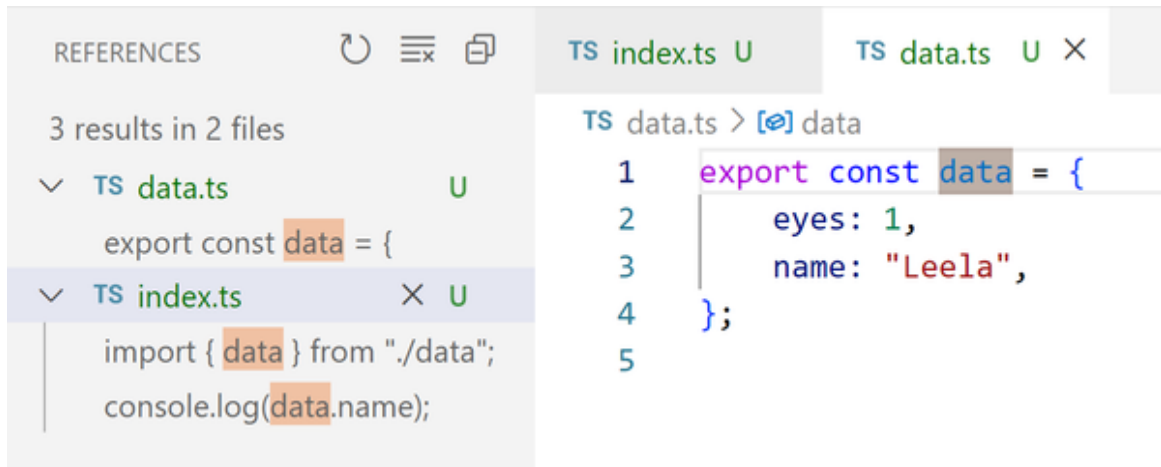 REFERENCES
3 results in 2 files
TS data.ts U
export const data = {
TS index.ts U
import { data } from "./data";
console.log(data.name);
TS index.ts U TS data.ts U
TS data.ts > data
1 export const data = {
2 eyes: 1,
3 name: "Leela",
4 };
5